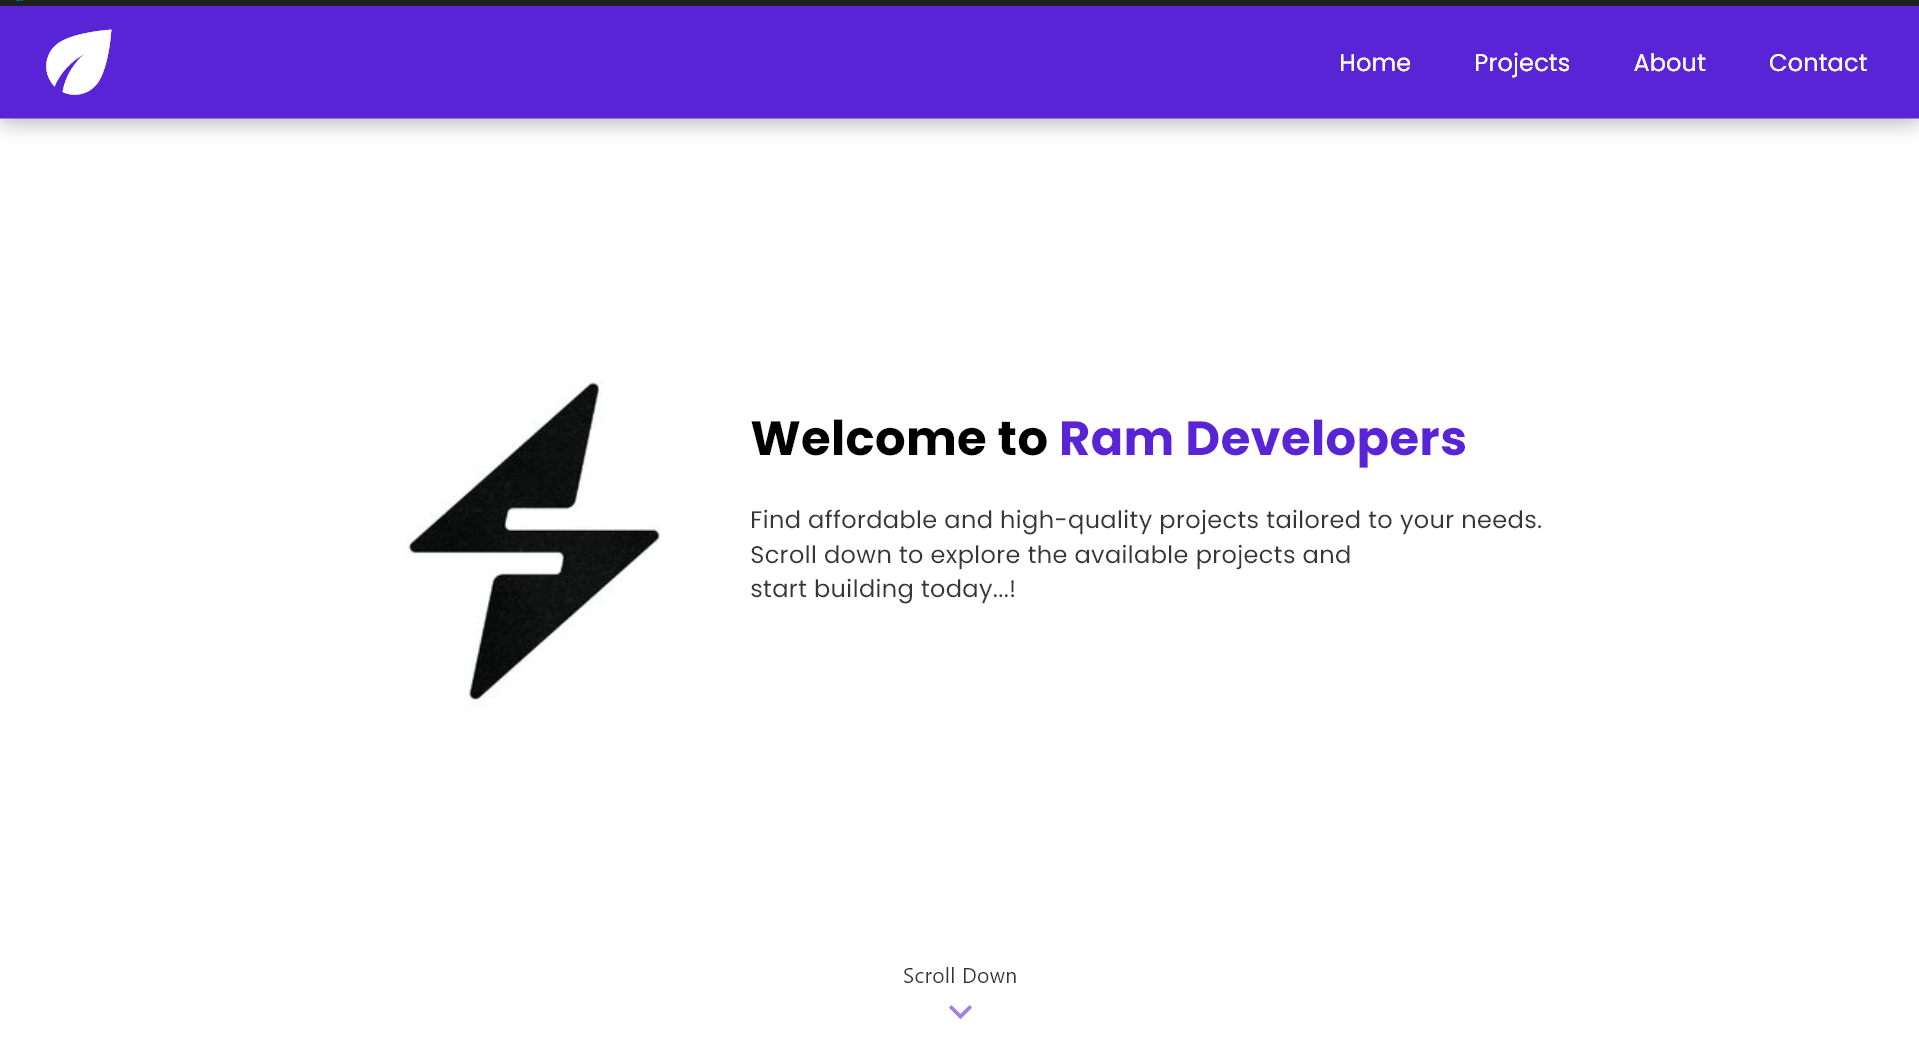 Home
Projects
About
Contact
Welcome to Ram Developers
Find affordable and high-quality projects tailored to your needs.
Scroll down to explore the available projects and
start building today...!
Scroll Down